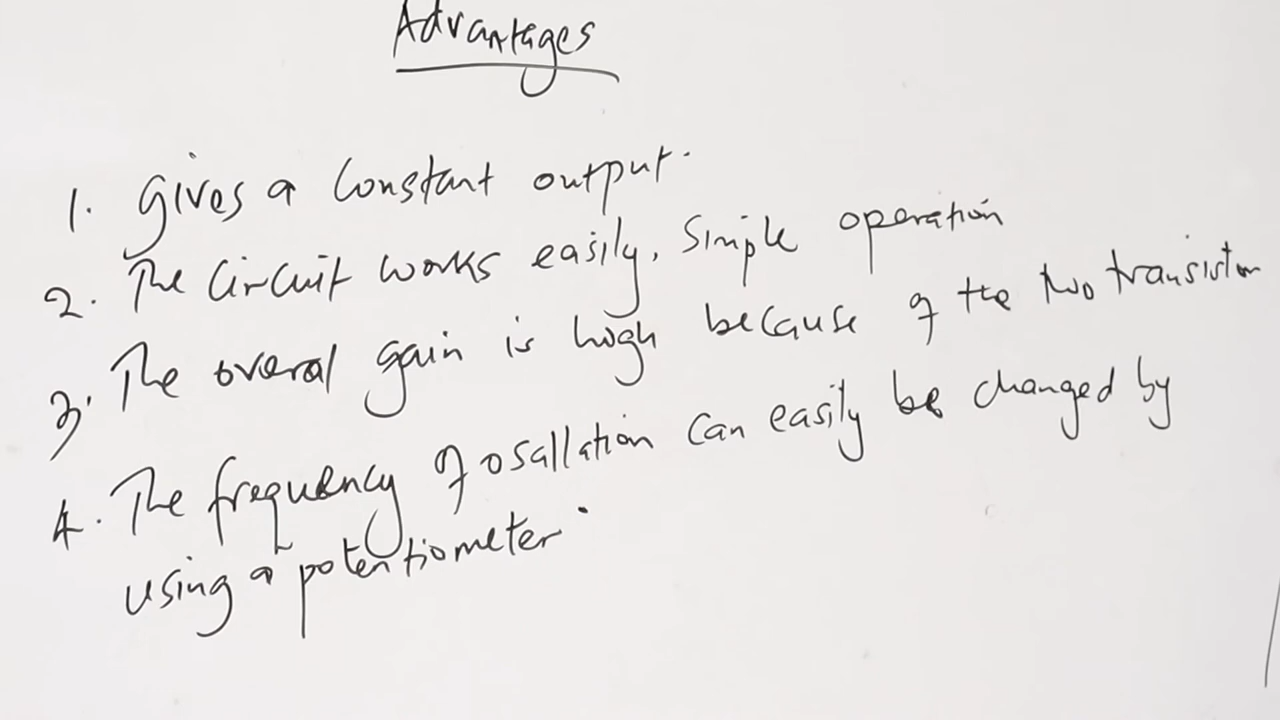 Advantages
1. Gives a Constant output.
2. The Circuit works easily, Simple operation
3. The overal gain is high because of the two transistor
4. The frequency of osallation can easily be changed by
using a potentiometer.